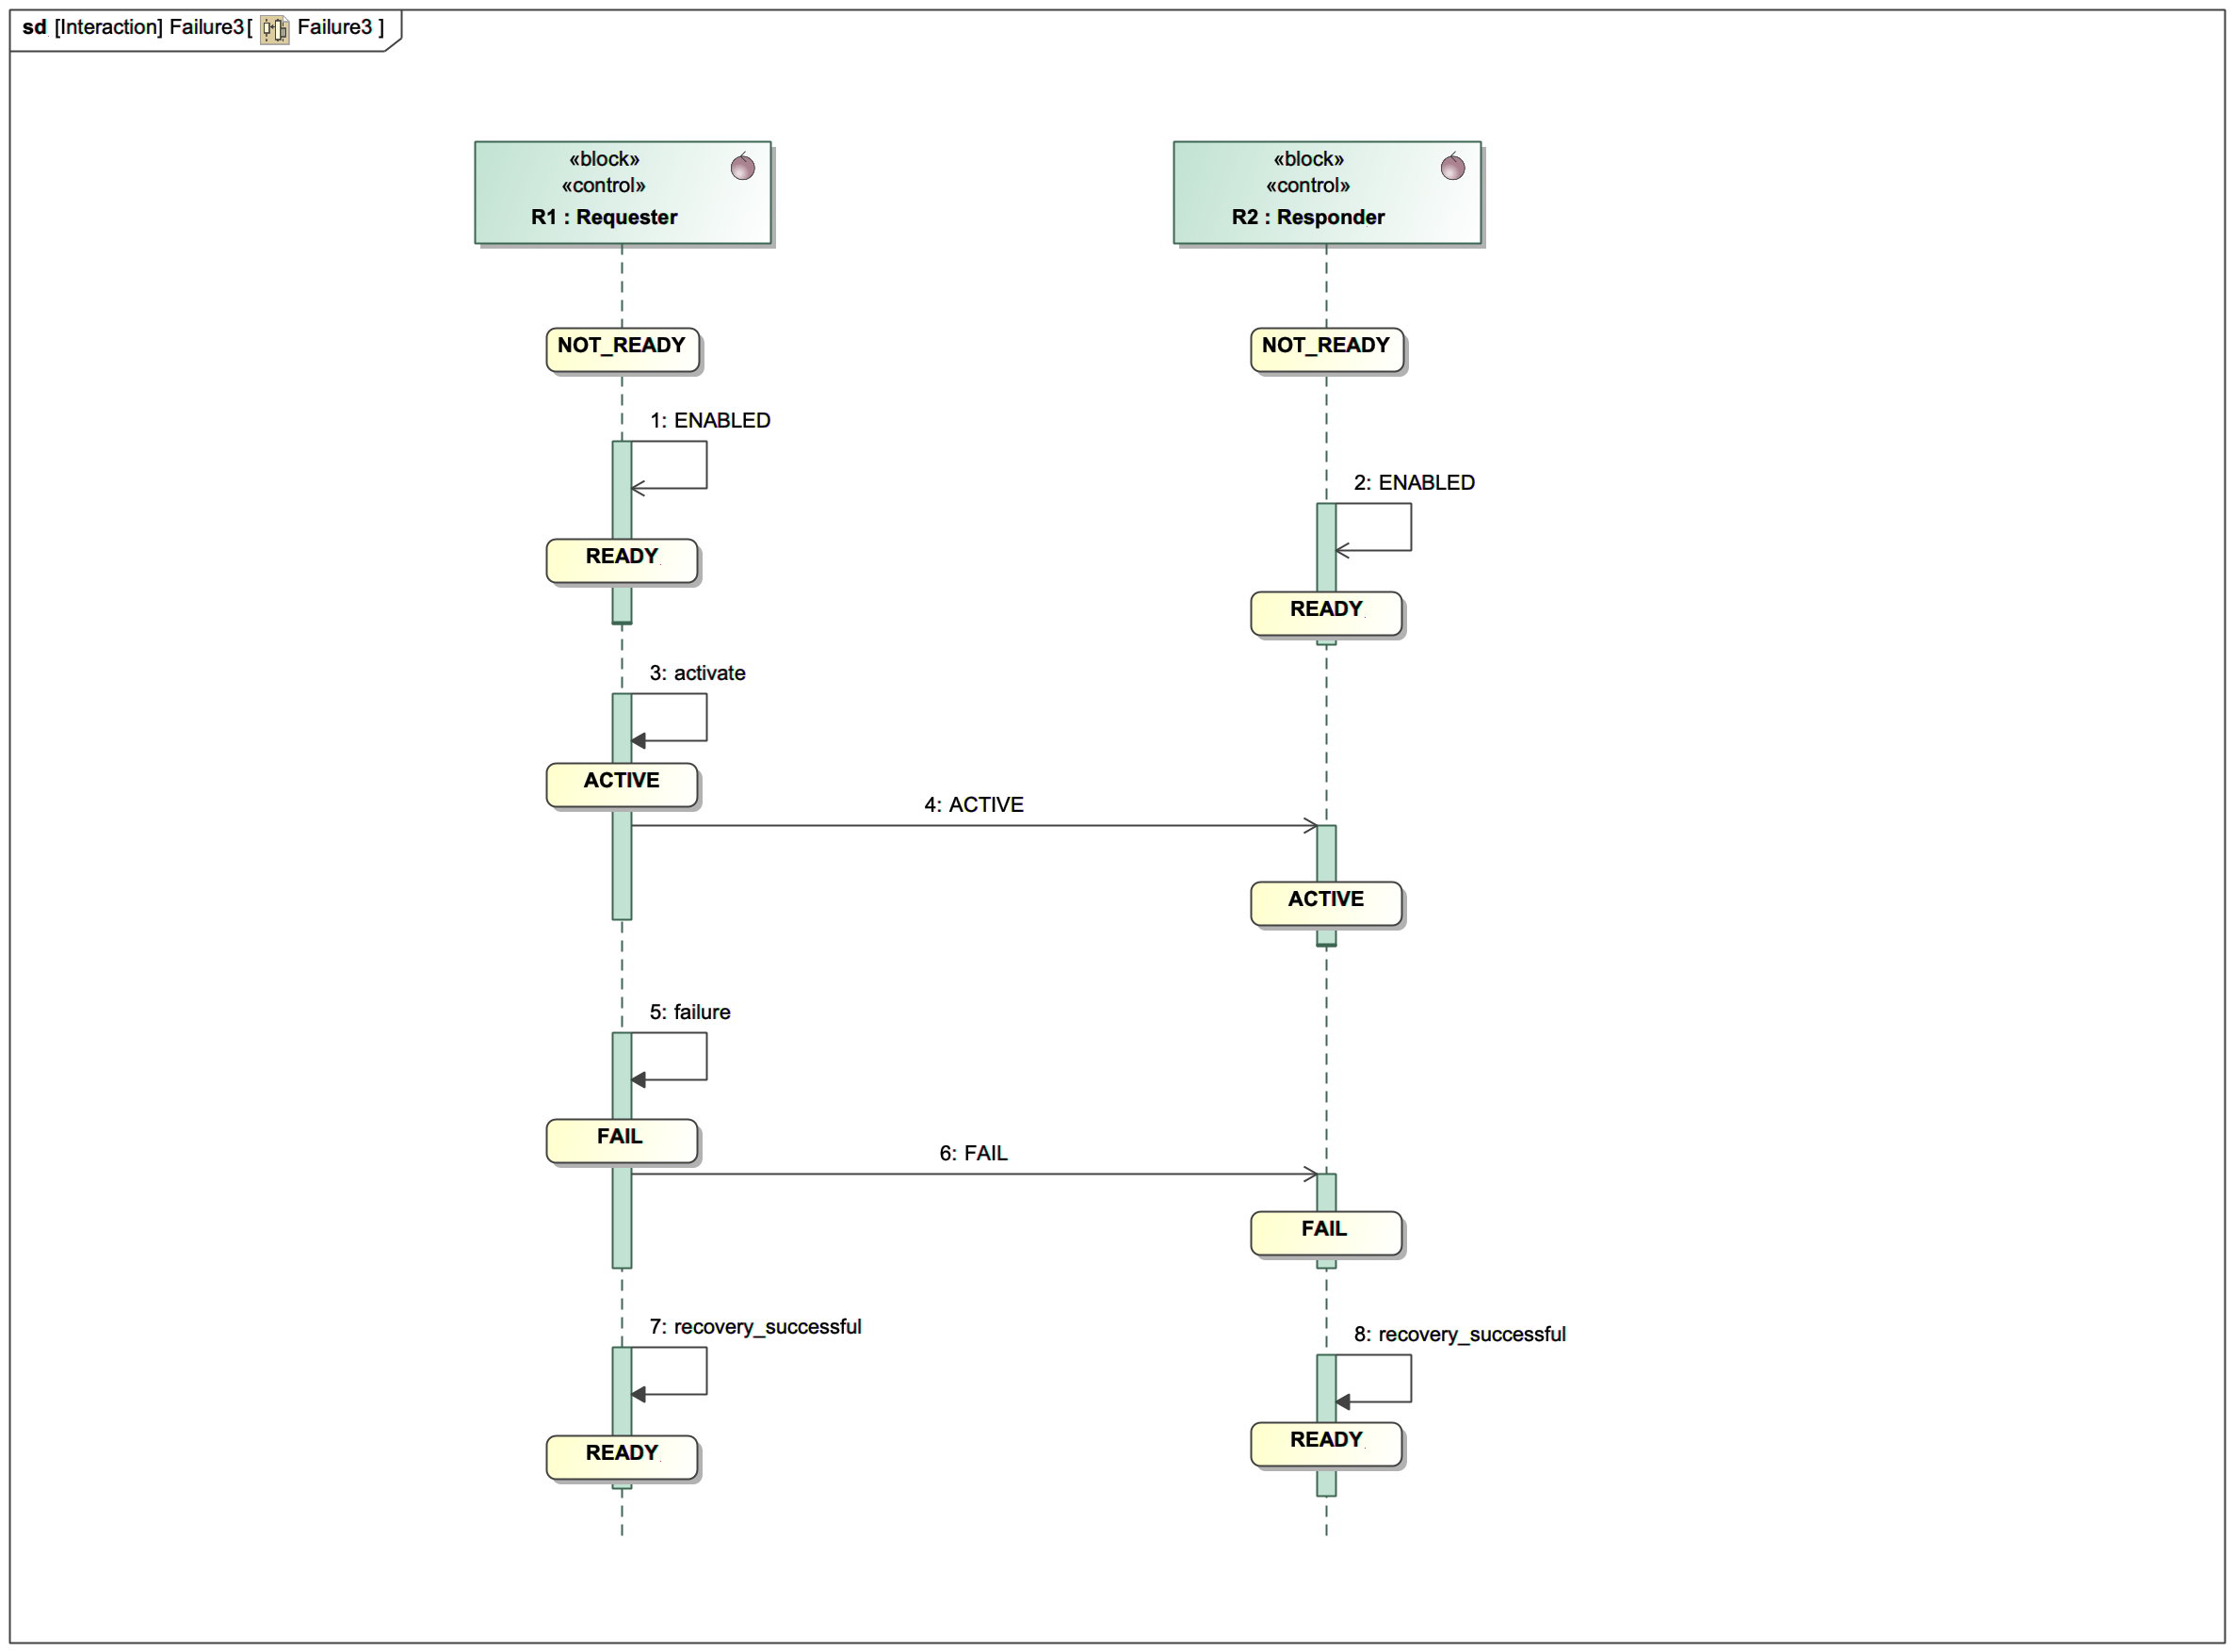 sd [Interaction] Failure3[ Failure3 ]
«block»
«control»
R1 : Requester
«block»
«control»
R2 : Responder
NOT_READY
NOT_READY
1: ENABLED
2: ENABLED
READY
READY
3: activate
ACTIVE
4: ACTIVE
ACTIVE
5: failure
FAIL
6: FAIL
FAIL
7: recovery_successful
8: recovery_successful
READY
READY